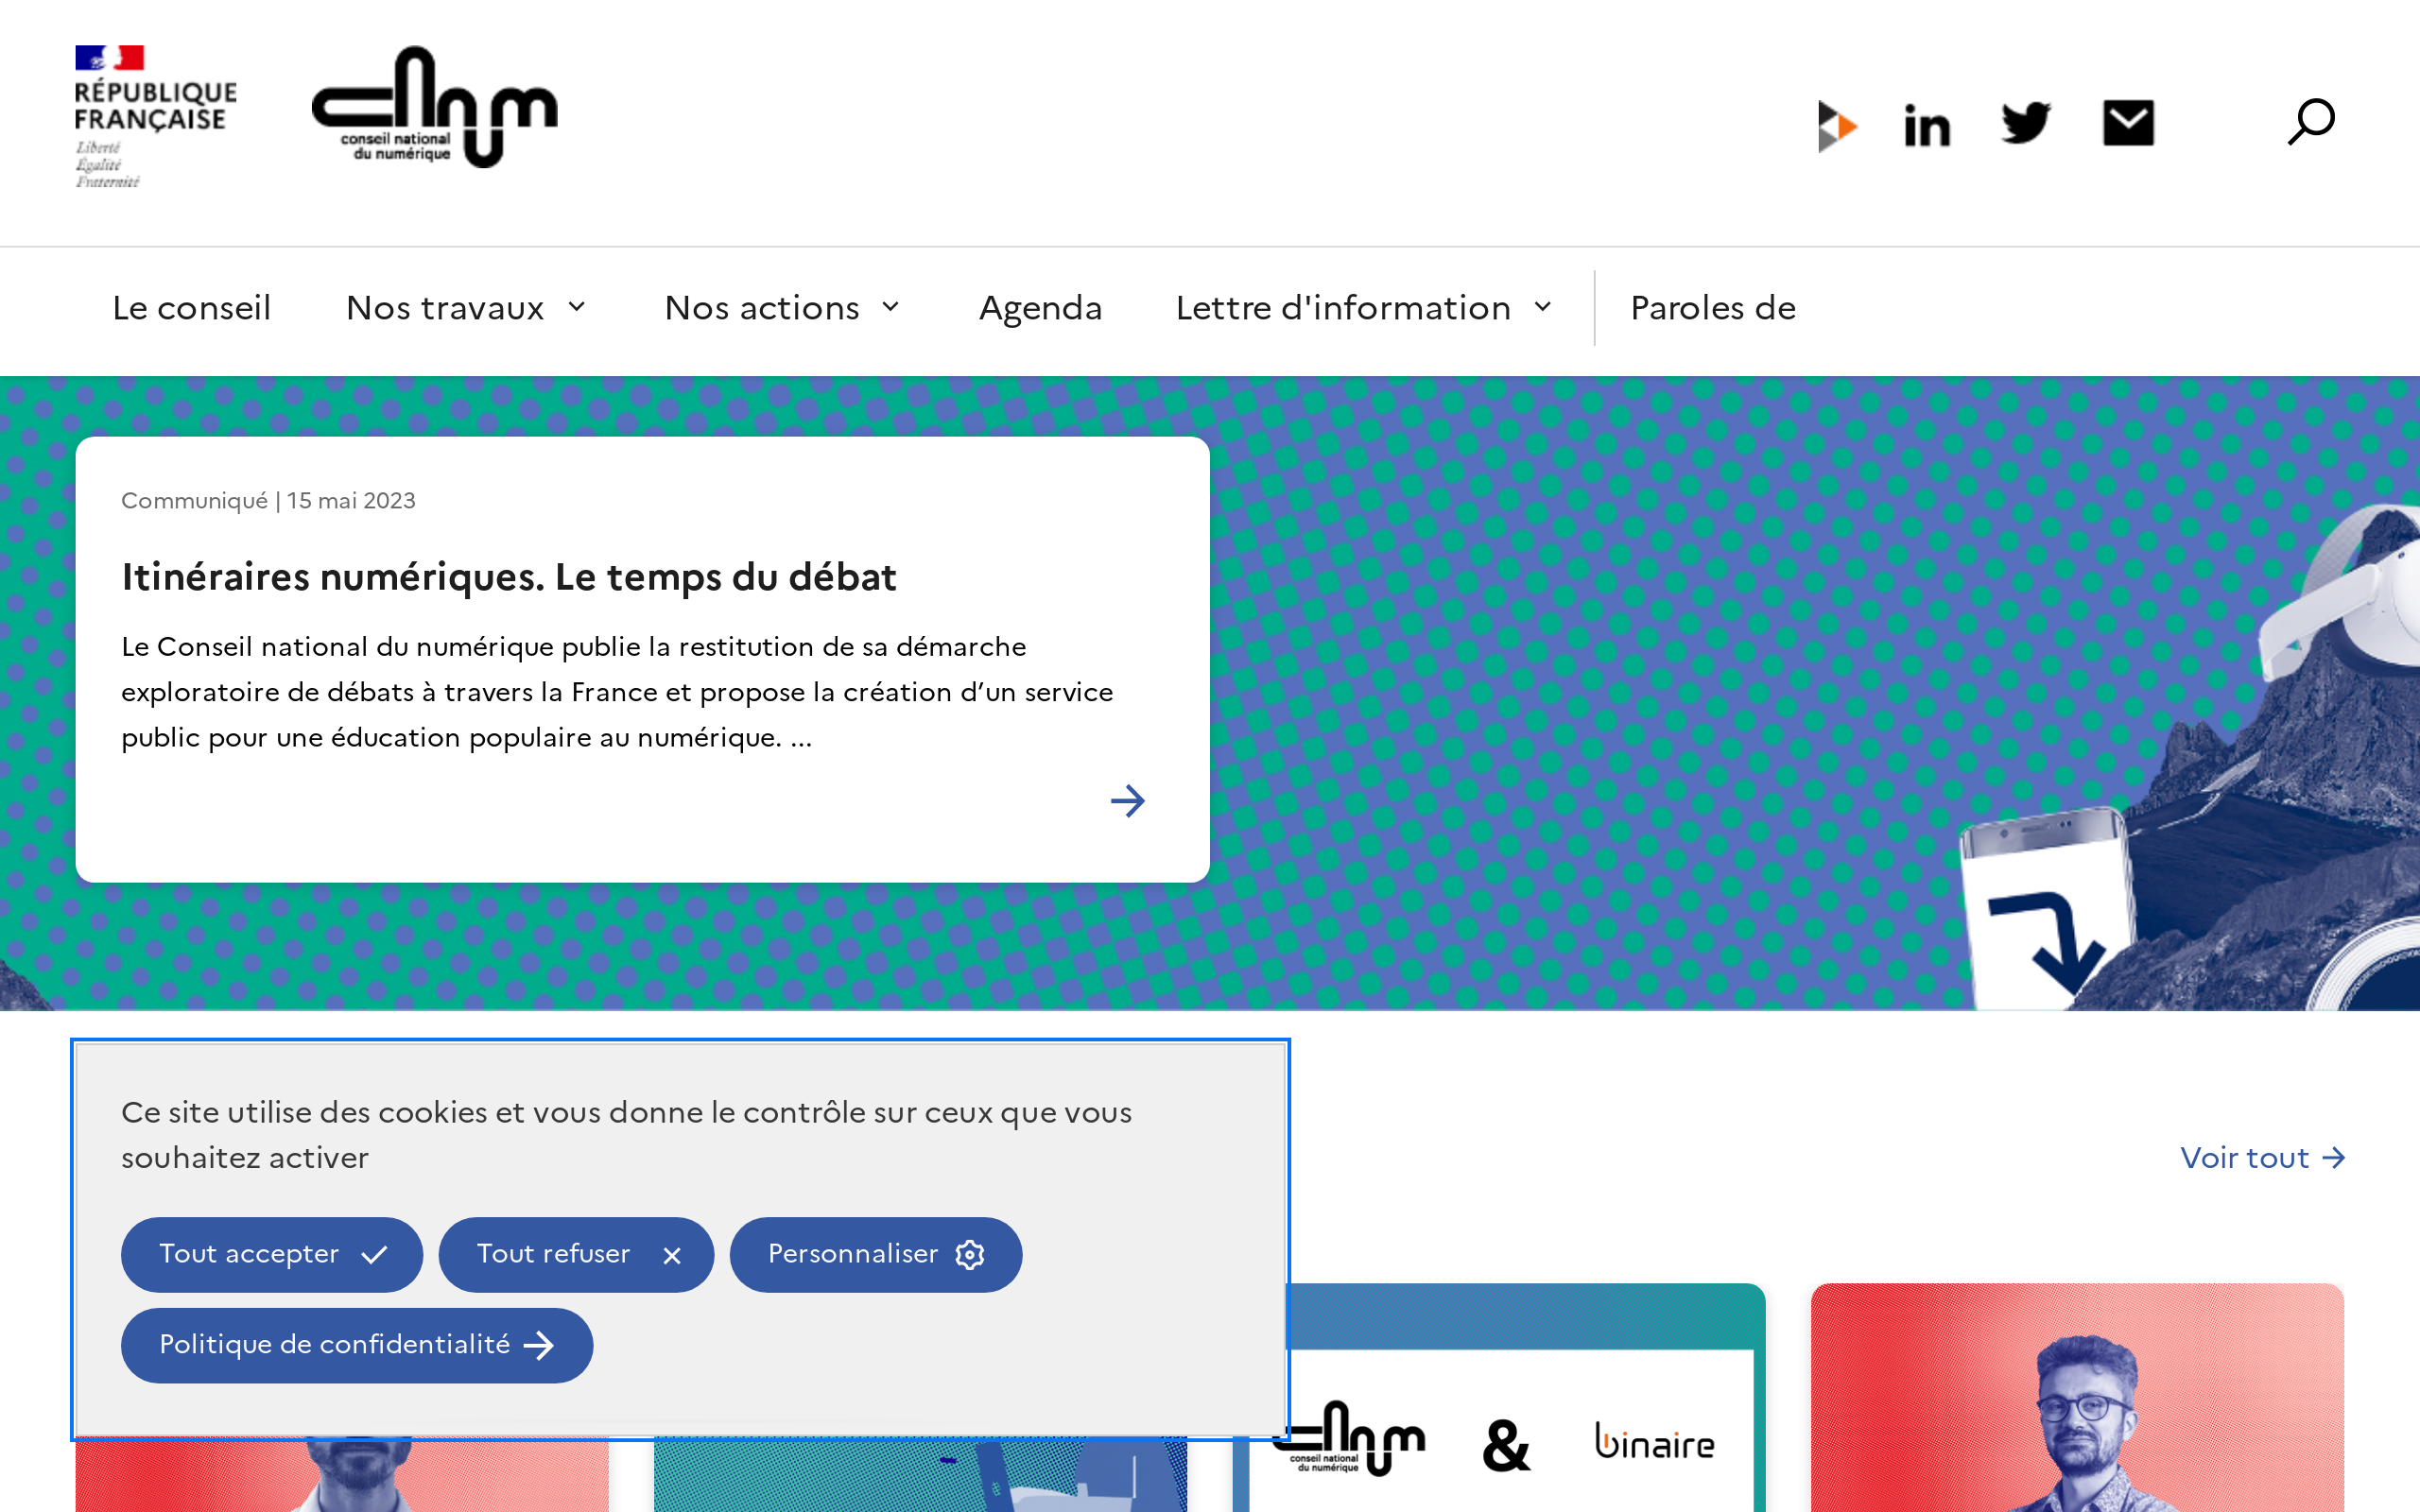 RÉPUBLIQUE
FRANÇAISE
Liberté
Égalité
Fraternité
cnnum
conseil national
du numérique
in
Le conseil
Nos travaux
Nos actions
Agenda
Lettre d'information
Paroles de
Communiqué | 15 mai 2023
Itinéraires numériques. Le temps du débat
Le Conseil national du numérique publie la restitution de sa démarche
exploratoire de débats à travers la France et propose la création d’un service
public pour une éducation populaire au numérique. ...
Ce site utilise des cookies et vous donne le contrôle sur ceux que vous
souhaitez activer
Tout accepter
Tout refuser
Personnaliser
Politique de confidentialité
Voir tout
cnnum
conseil national
du numérique
&
binaire